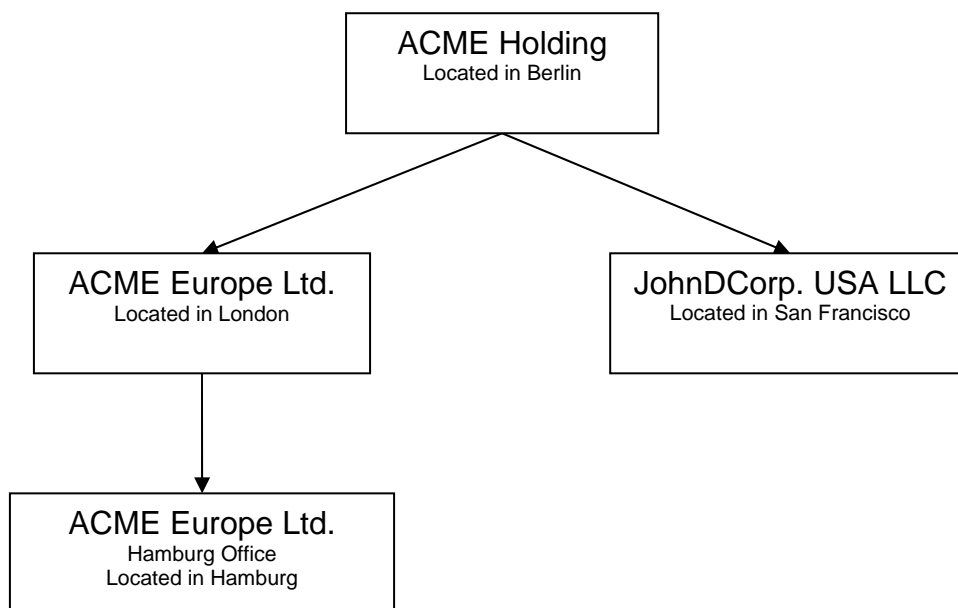 ACME Holding
Located in Berlin
ACME Europe Ltd.
Located in London
JohnDCorp. USA LLC
Located in San Francisco
ACME Europe Ltd.
Hamburg Office
Located in Hamburg